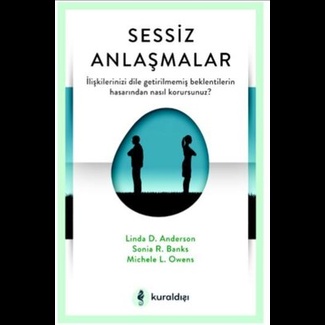 SESSİZ
ANLAŞMALAR
İlişkilerinizi dile getirilmemiş beklentilerin
hasarından nasıl korursunuz?
Linda D. Anderson
Sonia R. Banks
Michele L. Owens
kuraldışı